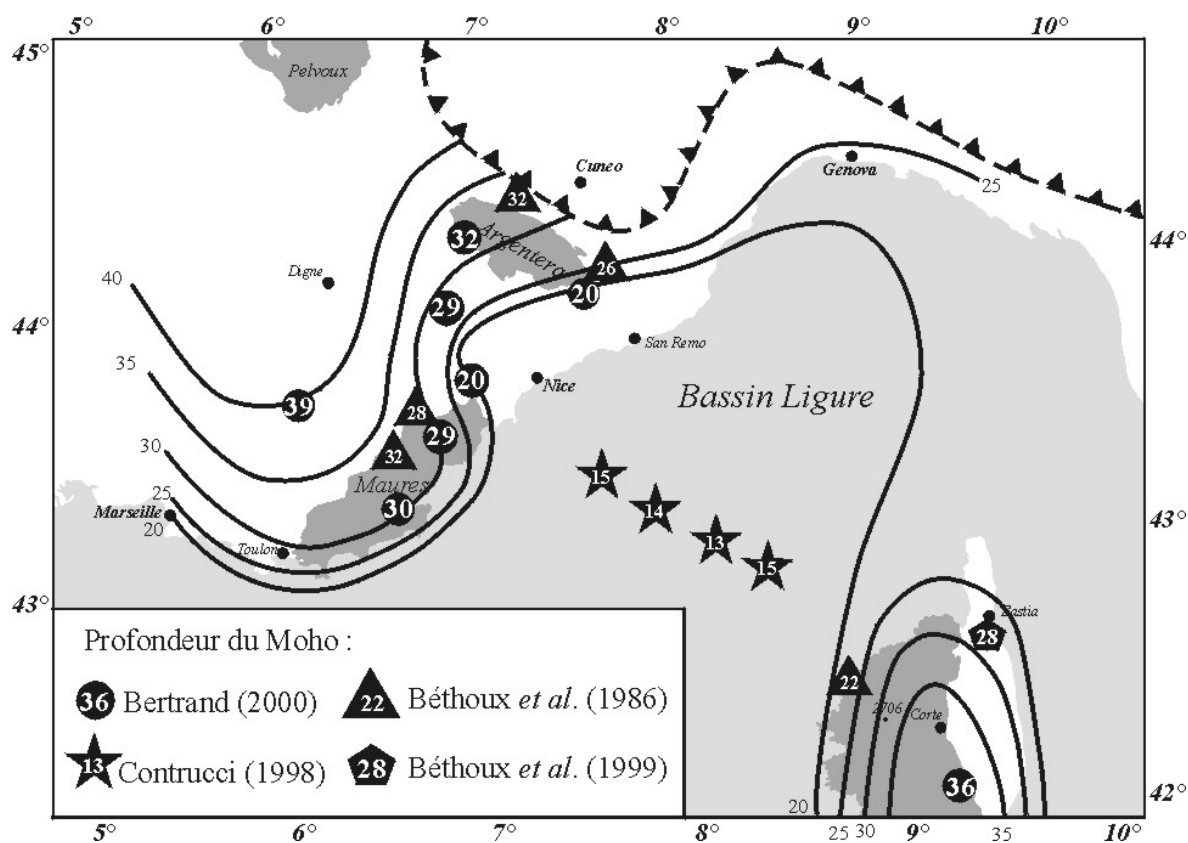 5° 6° 7° 8° 9° 10°
45°
Pelvoux
Cuneo
Genova
25
32
44°
Argentera
32
Digne
26
40
20
29
44°
San Remo
35
20
Nice
Bassin Ligure
39
28
29
30
32
15
Maures
25
14
43°
Marseille
30
20
13
Toulon
15
43°
Bastia
28
Profondeur du Moho :
22
36 Bertrand (2000)
22 Béthoux et al. (1986)
2706
Corte
13 Contrucci (1998)
28 Béthoux et al. (1999)
36
20
42°
25 30 35
5° 6° 7° 8° 9° 10°